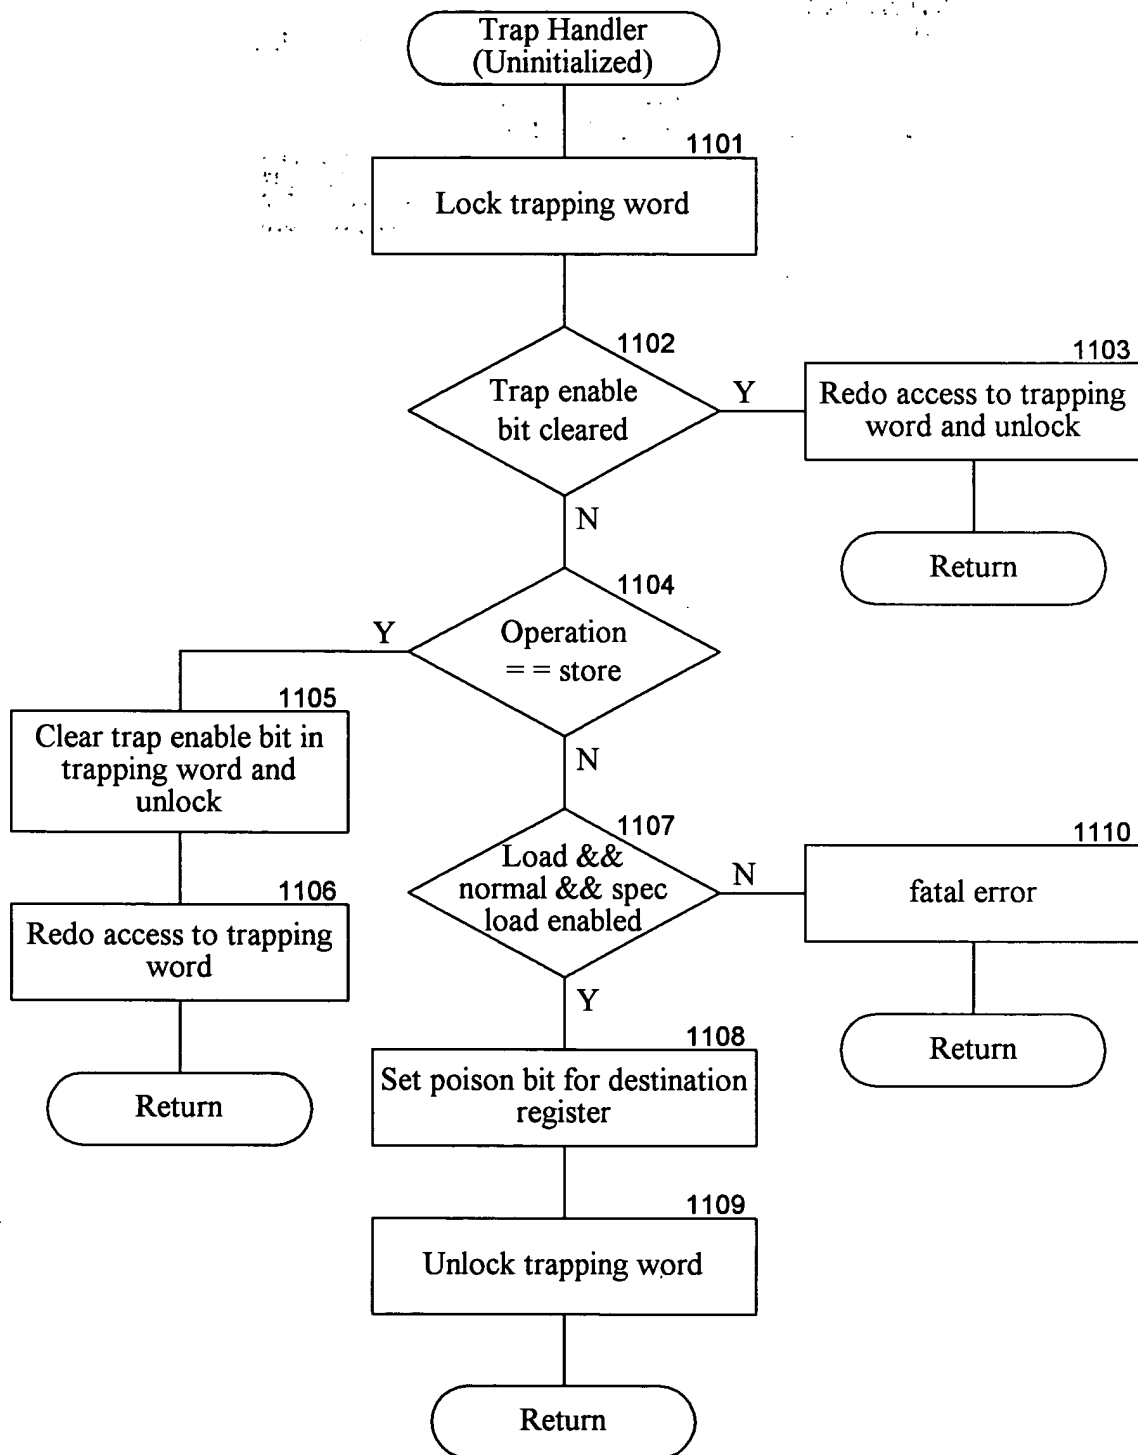 Trap Handler
(Uninitialized)
1101
Lock trapping word
1102
Trap enable
bit cleared
Y
N
1103
Redo access to trapping
word and unlock
Return
1104
Operation
= = store
Y
N
1105
Clear trap enable bit in
trapping word and
unlock
1106
Redo access to trapping
word
Return
1107
Load &&
normal && spec
load enabled
N
Y
1110
fatal error
Return
1108
Set poison bit for destination
register
1109
Unlock trapping word
Return